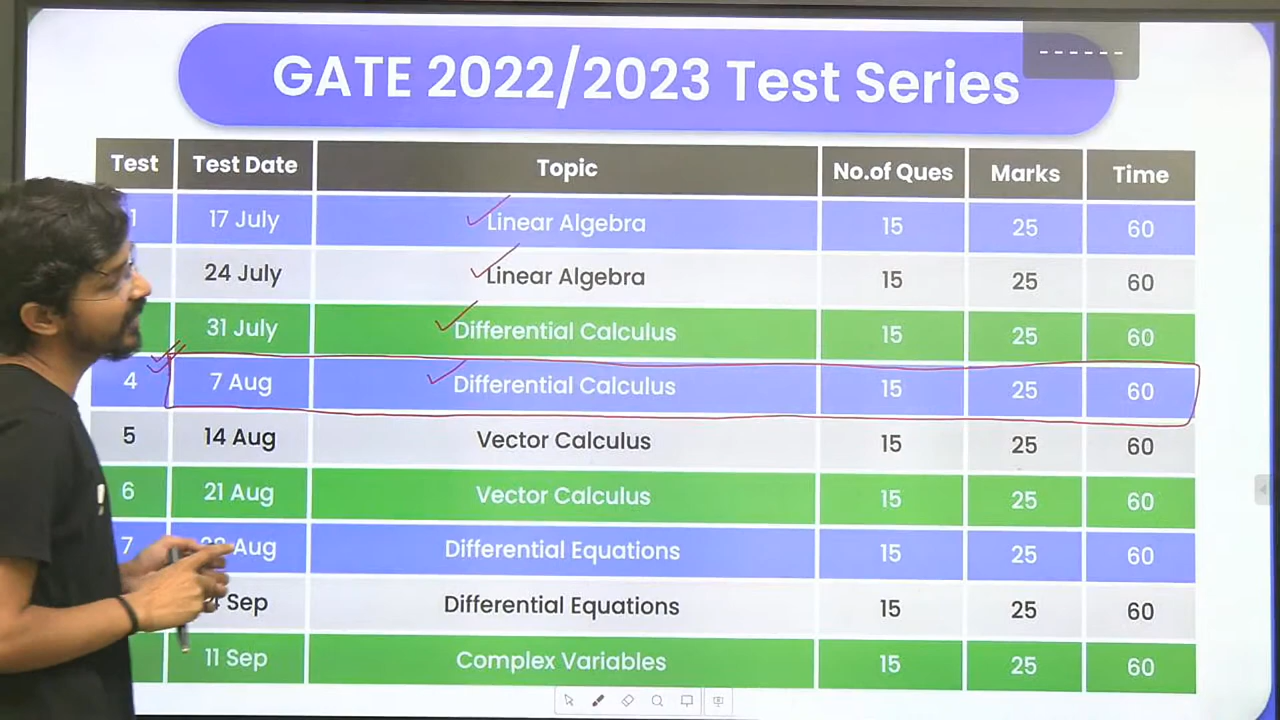 GATE 2022/2023 Test Series
------
Test Test Date Topic No.of Ques Marks Time
1 17 July Linear Algebra 15 25 60
24 July Linear Algebra 15 25 60
31 July Differential Calculus 15 25 60
4 7 Aug Differential Calculus 15 25 60
5 14 Aug Vector Calculus 15 25 60
6 21 Aug Vector Calculus 15 25 60
7 Aug Differential Equations 15 25 60
Sep Differential Equations 15 25 60
11 Sep Complex Variables 15 25 60